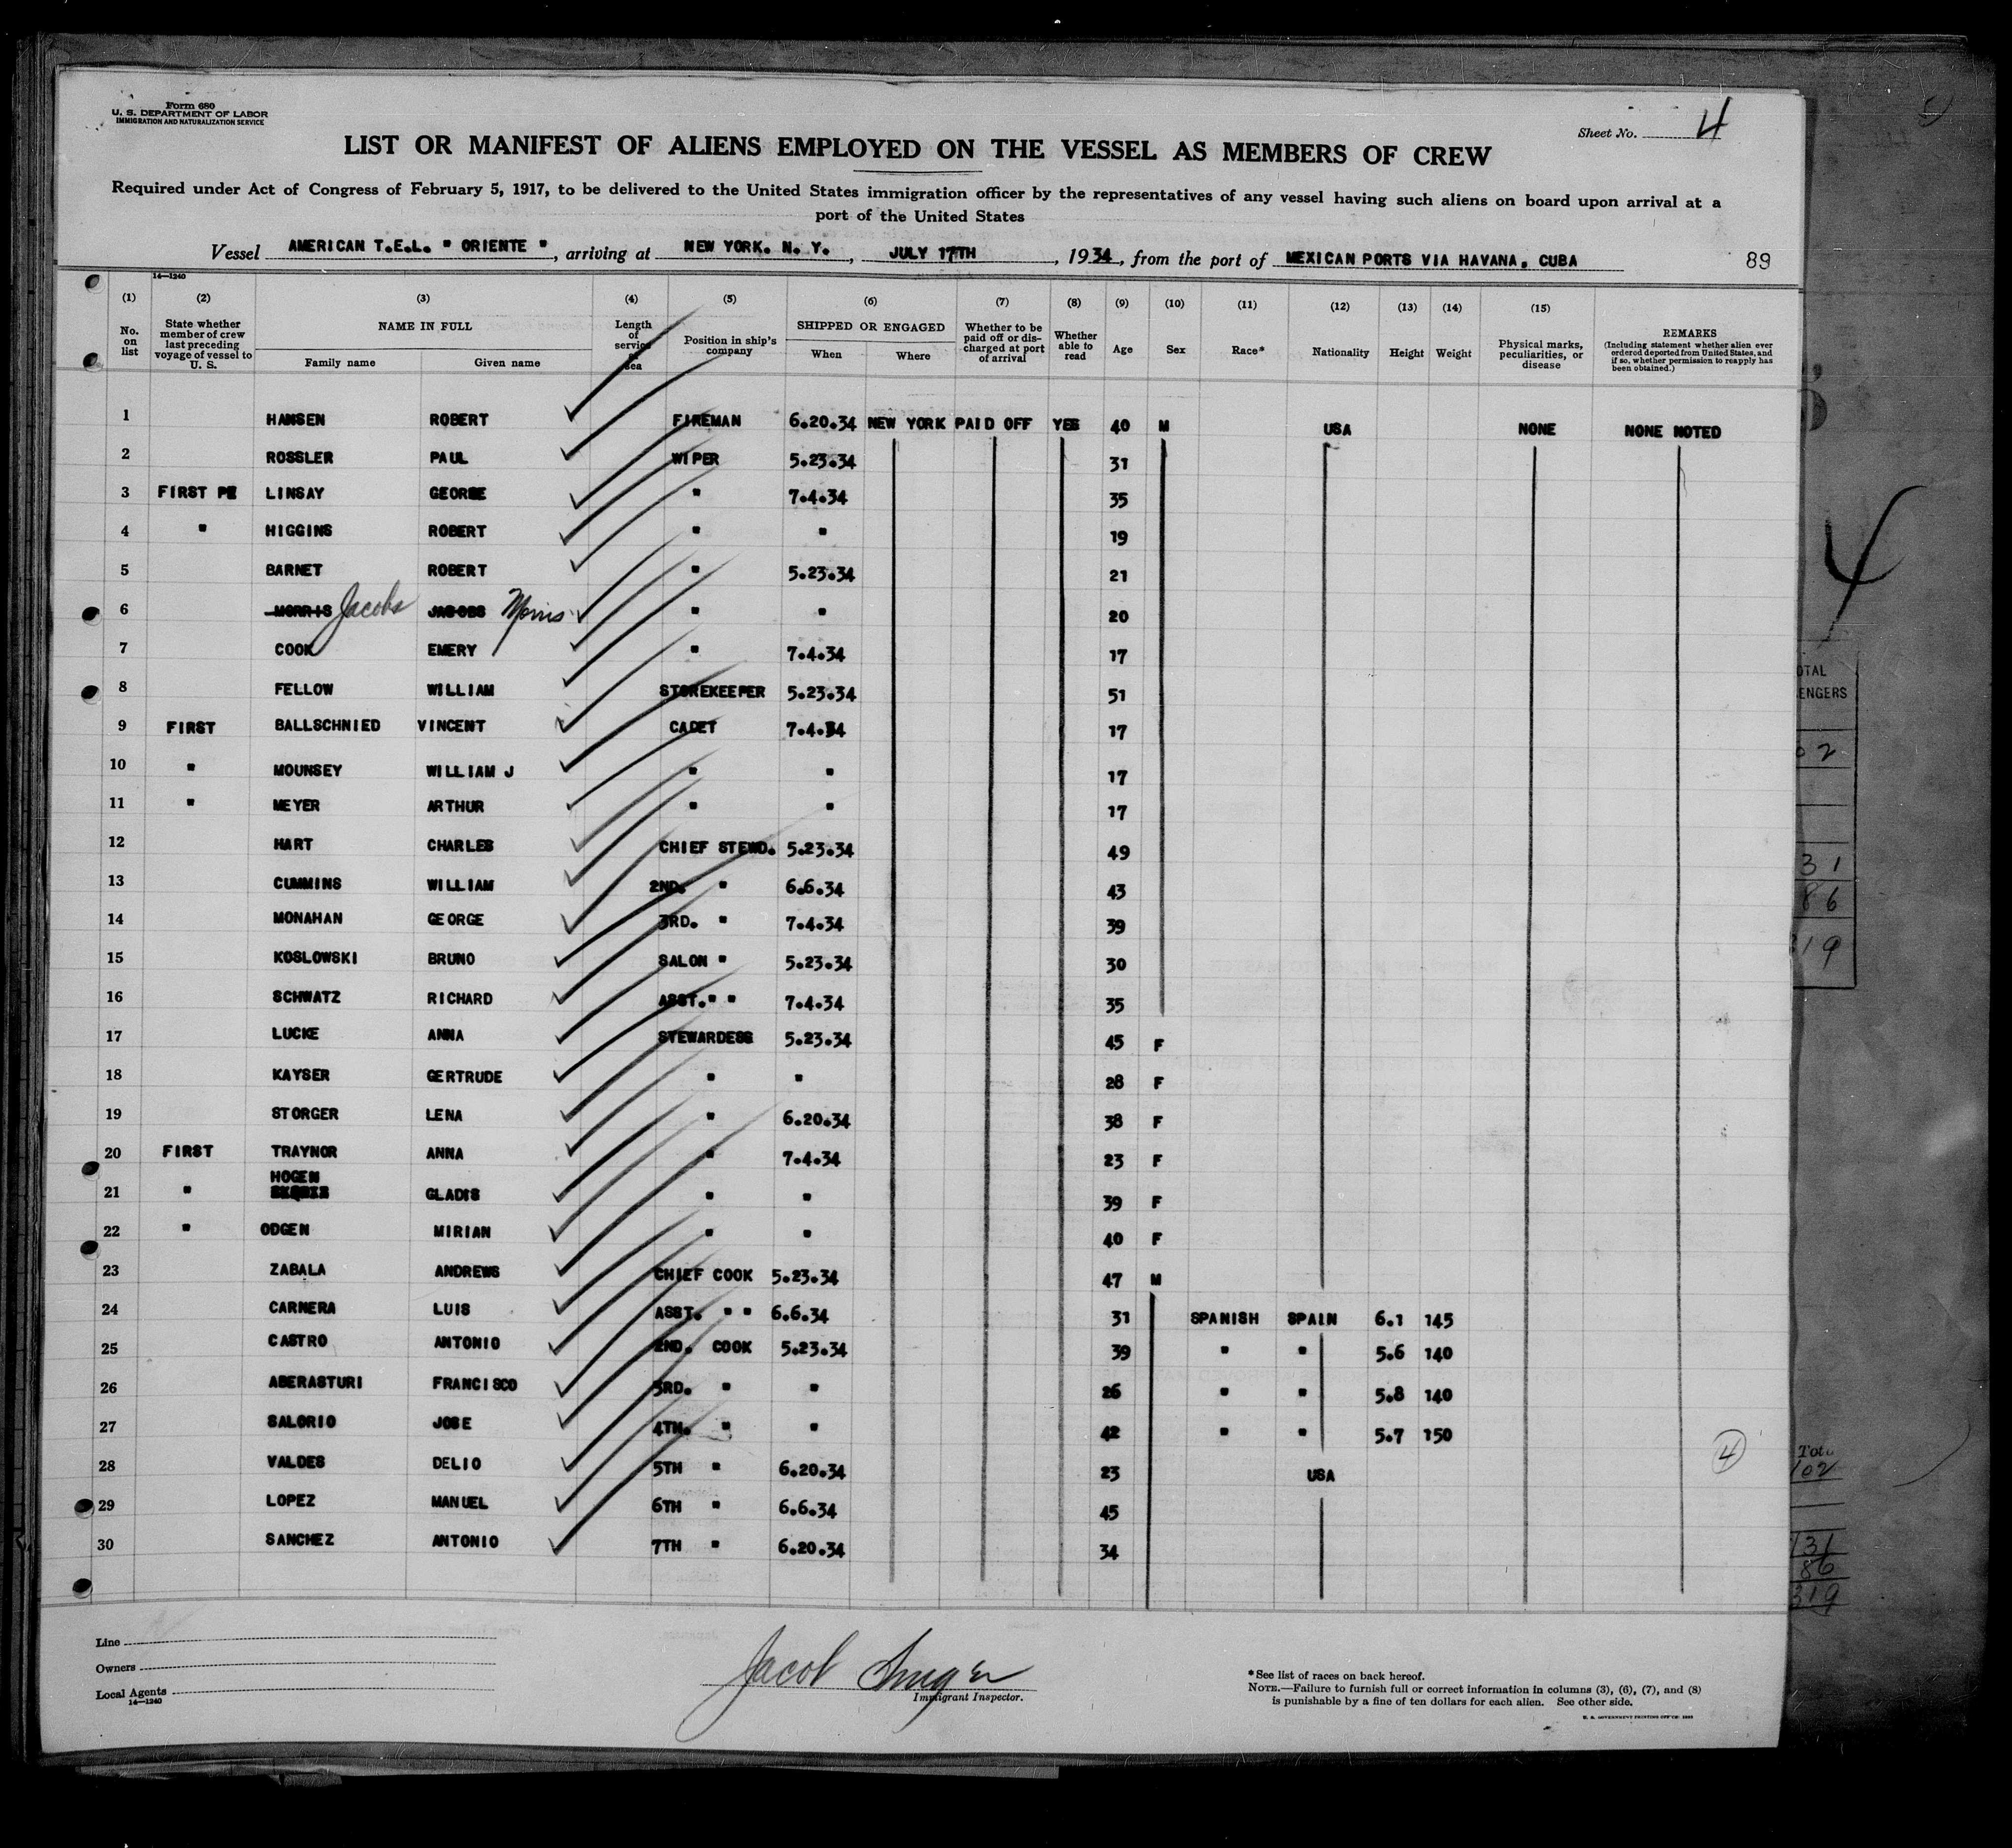 Form 680
U. S. DEPARTMENT OF LABOR
IMMIGRATION AND NATURALIZATION SERVICE
Sheet No. 4
LIST OR MANIFEST OF ALIENS EMPLOYED ON THE VESSEL AS MEMBERS OF CREW
Required under Act of Congress of February 5, 1917, to be delivered to the United States immigration officer by the representatives of any vessel having such aliens on board upon arrival at a
port of the United States
Vessel AMERICAN T.E.L. " ORIENTE ", arriving at NEW YORK. N. Y., JULY 17TH, 1934, from the port of MEXICAN PORTS VIA HAVANA, CUBA 89
14—1240
(1) (2) (3) (4) (5) (6) (7) (8) (9) (10) (11) (12) (13) (14) (15)
No. on list State whether member of crew last preceding voyage of vessel to U. S. NAME IN FULL Family name Given name Length of service at sea Position in ship's company SHIPPED OR ENGAGED When Where Whether to be paid off or discharged at port of arrival Whether able to read Age Sex Race* Nationality Height Weight Physical marks, peculiarities, or disease REMARKS (Including statement whether alien ever ordered deported from United States, and if so, whether permission to reapply has been obtained.)
1 HANSEN ROBERT FIREMAN 6.20.34 NEW YORK PAID OFF YES 40 M USA NONE NONE NOTED
2 ROSSLER PAUL WIPER 5.23.34 31
3 FIRST PE LINSAY GEORGE " 7.4.34 35
4 " HIGGINS ROBERT " " 19
5 BARNET ROBERT " 5.23.34 21
6 MORRIS Jacobs JACOBS Morris " " 20
7 COOK EMERY " 7.4.34 17
8 FELLOW WILLIAM STOREKEEPER 5.23.34 51
9 FIRST BALLSCHNIED VINCENT CADET 7.4.34 17
10 " MOUNSEY WILLIAM J " " 17
11 " MEYER ARTHUR " " 17
12 HART CHARLES CHIEF STEWD. 5.23.34 49
13 CUMMINS WILLIAM 2ND. " 6.6.34 43
14 MONAHAN GEORGE 3RD. " 7.4.34 39
15 KOSLOWSKI BRUNO SALON " 5.23.34 30
16 SCHWATZ RICHARD ASST. " " 7.4.34 35
17 LUCKE ANNA STEWARDESS 5.23.34 45 F
18 KAYSER GERTRUDE " " 28 F
19 STORGER LENA " 6.20.34 38 F
20 FIRST TRAYNOR ANNA " 7.4.34 23 F
21 " HOGEN GLADIS " " 39 F
22 " ODGEN MIRIAN " " 40 F
23 ZABALA ANDREWS CHIEF COOK 5.23.34 47 M
24 CARNERA LUIS ASST. " " 6.6.34 31 SPANISH SPAIN 6.1 145
25 CASTRO ANTONIO 2ND. COOK 5.23.34 39 " " 5.6 140
26 ABERASTURI FRANCISCO 3RD. " " 26 " " 5.8 140
27 SALORIO JOSE 4TH. " " 42 " " 5.7 150
28 VALDES DELIO 5TH " 6.20.34 23 USA 4
29 LOPEZ MANUEL 6TH " 6.6.34 45
30 SANCHEZ ANTONIO 7TH " 6.20.34 34
Line
Owners
Local Agents
14—1240
Jacob
Immigrant Inspector.
*See list of races on back hereof.
NOTE.—Failure to furnish full or correct information in columns (3), (6), (7), and (8)
is punishable by a fine of ten dollars for each alien. See other side.
U. S. GOVERNMENT PRINTING OFFICE:
4
31
86
319
102
131
86
319